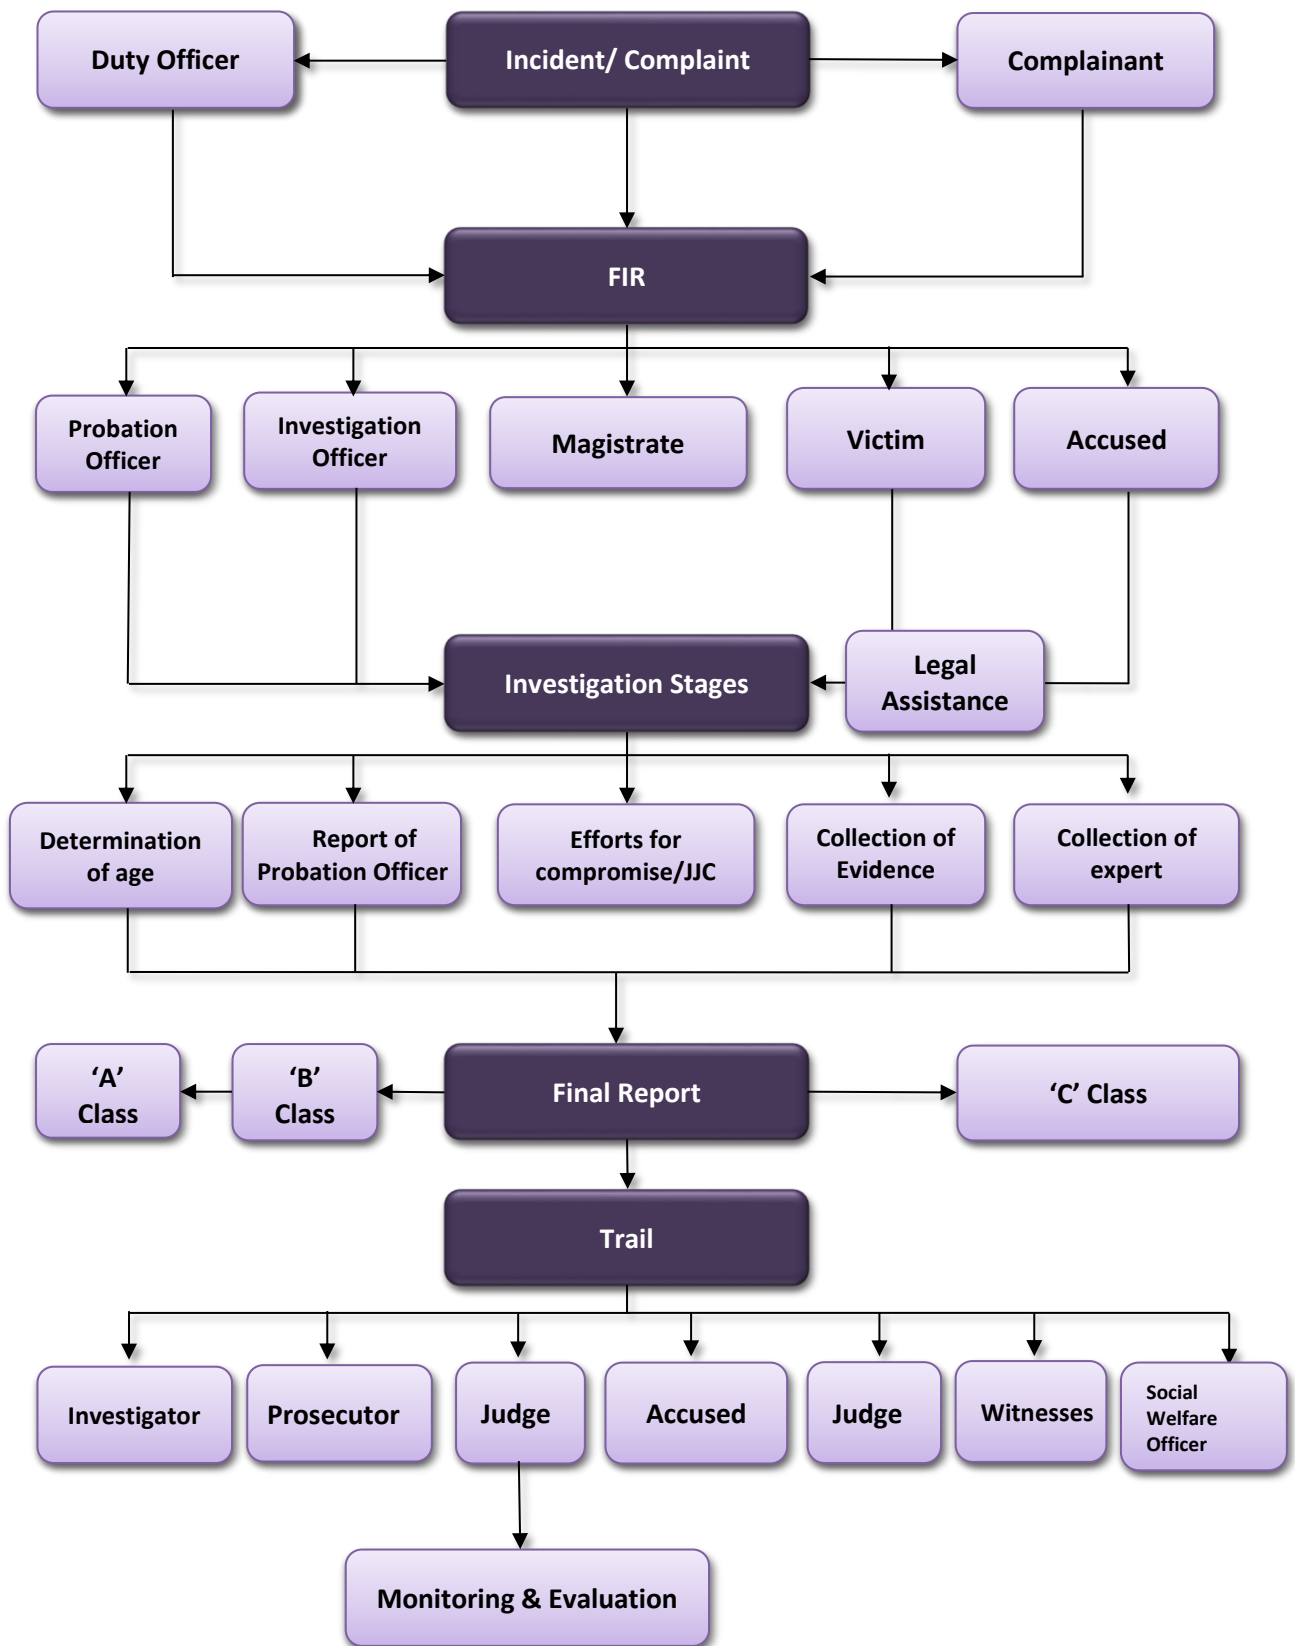 Duty Officer
Incident/ Complaint
Complainant
FIR
Probation
Officer
Investigation
Officer
Magistrate
Victim
Accused
Investigation Stages
Legal
Assistance
Determination
of age
Report of
Probation Officer
Efforts for
compromise/JJC
Collection of
Evidence
Collection of
expert
‘A’
Class
‘B’
Class
Final Report
‘C’ Class
Trail
Investigator
Prosecutor
Judge
Accused
Judge
Witnesses
Social
Welfare
Officer
Monitoring & Evaluation